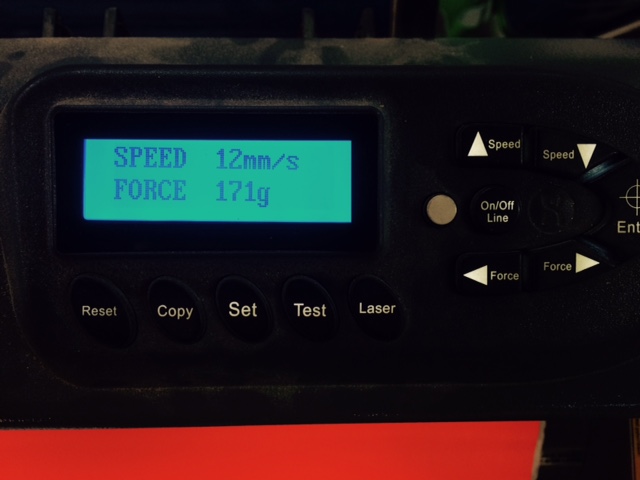 SPEED 12mm/s
FORCE 171g
Speed
Speed
On/Off
Line
Force
Force
Reset
Copy
Set
Test
Laser